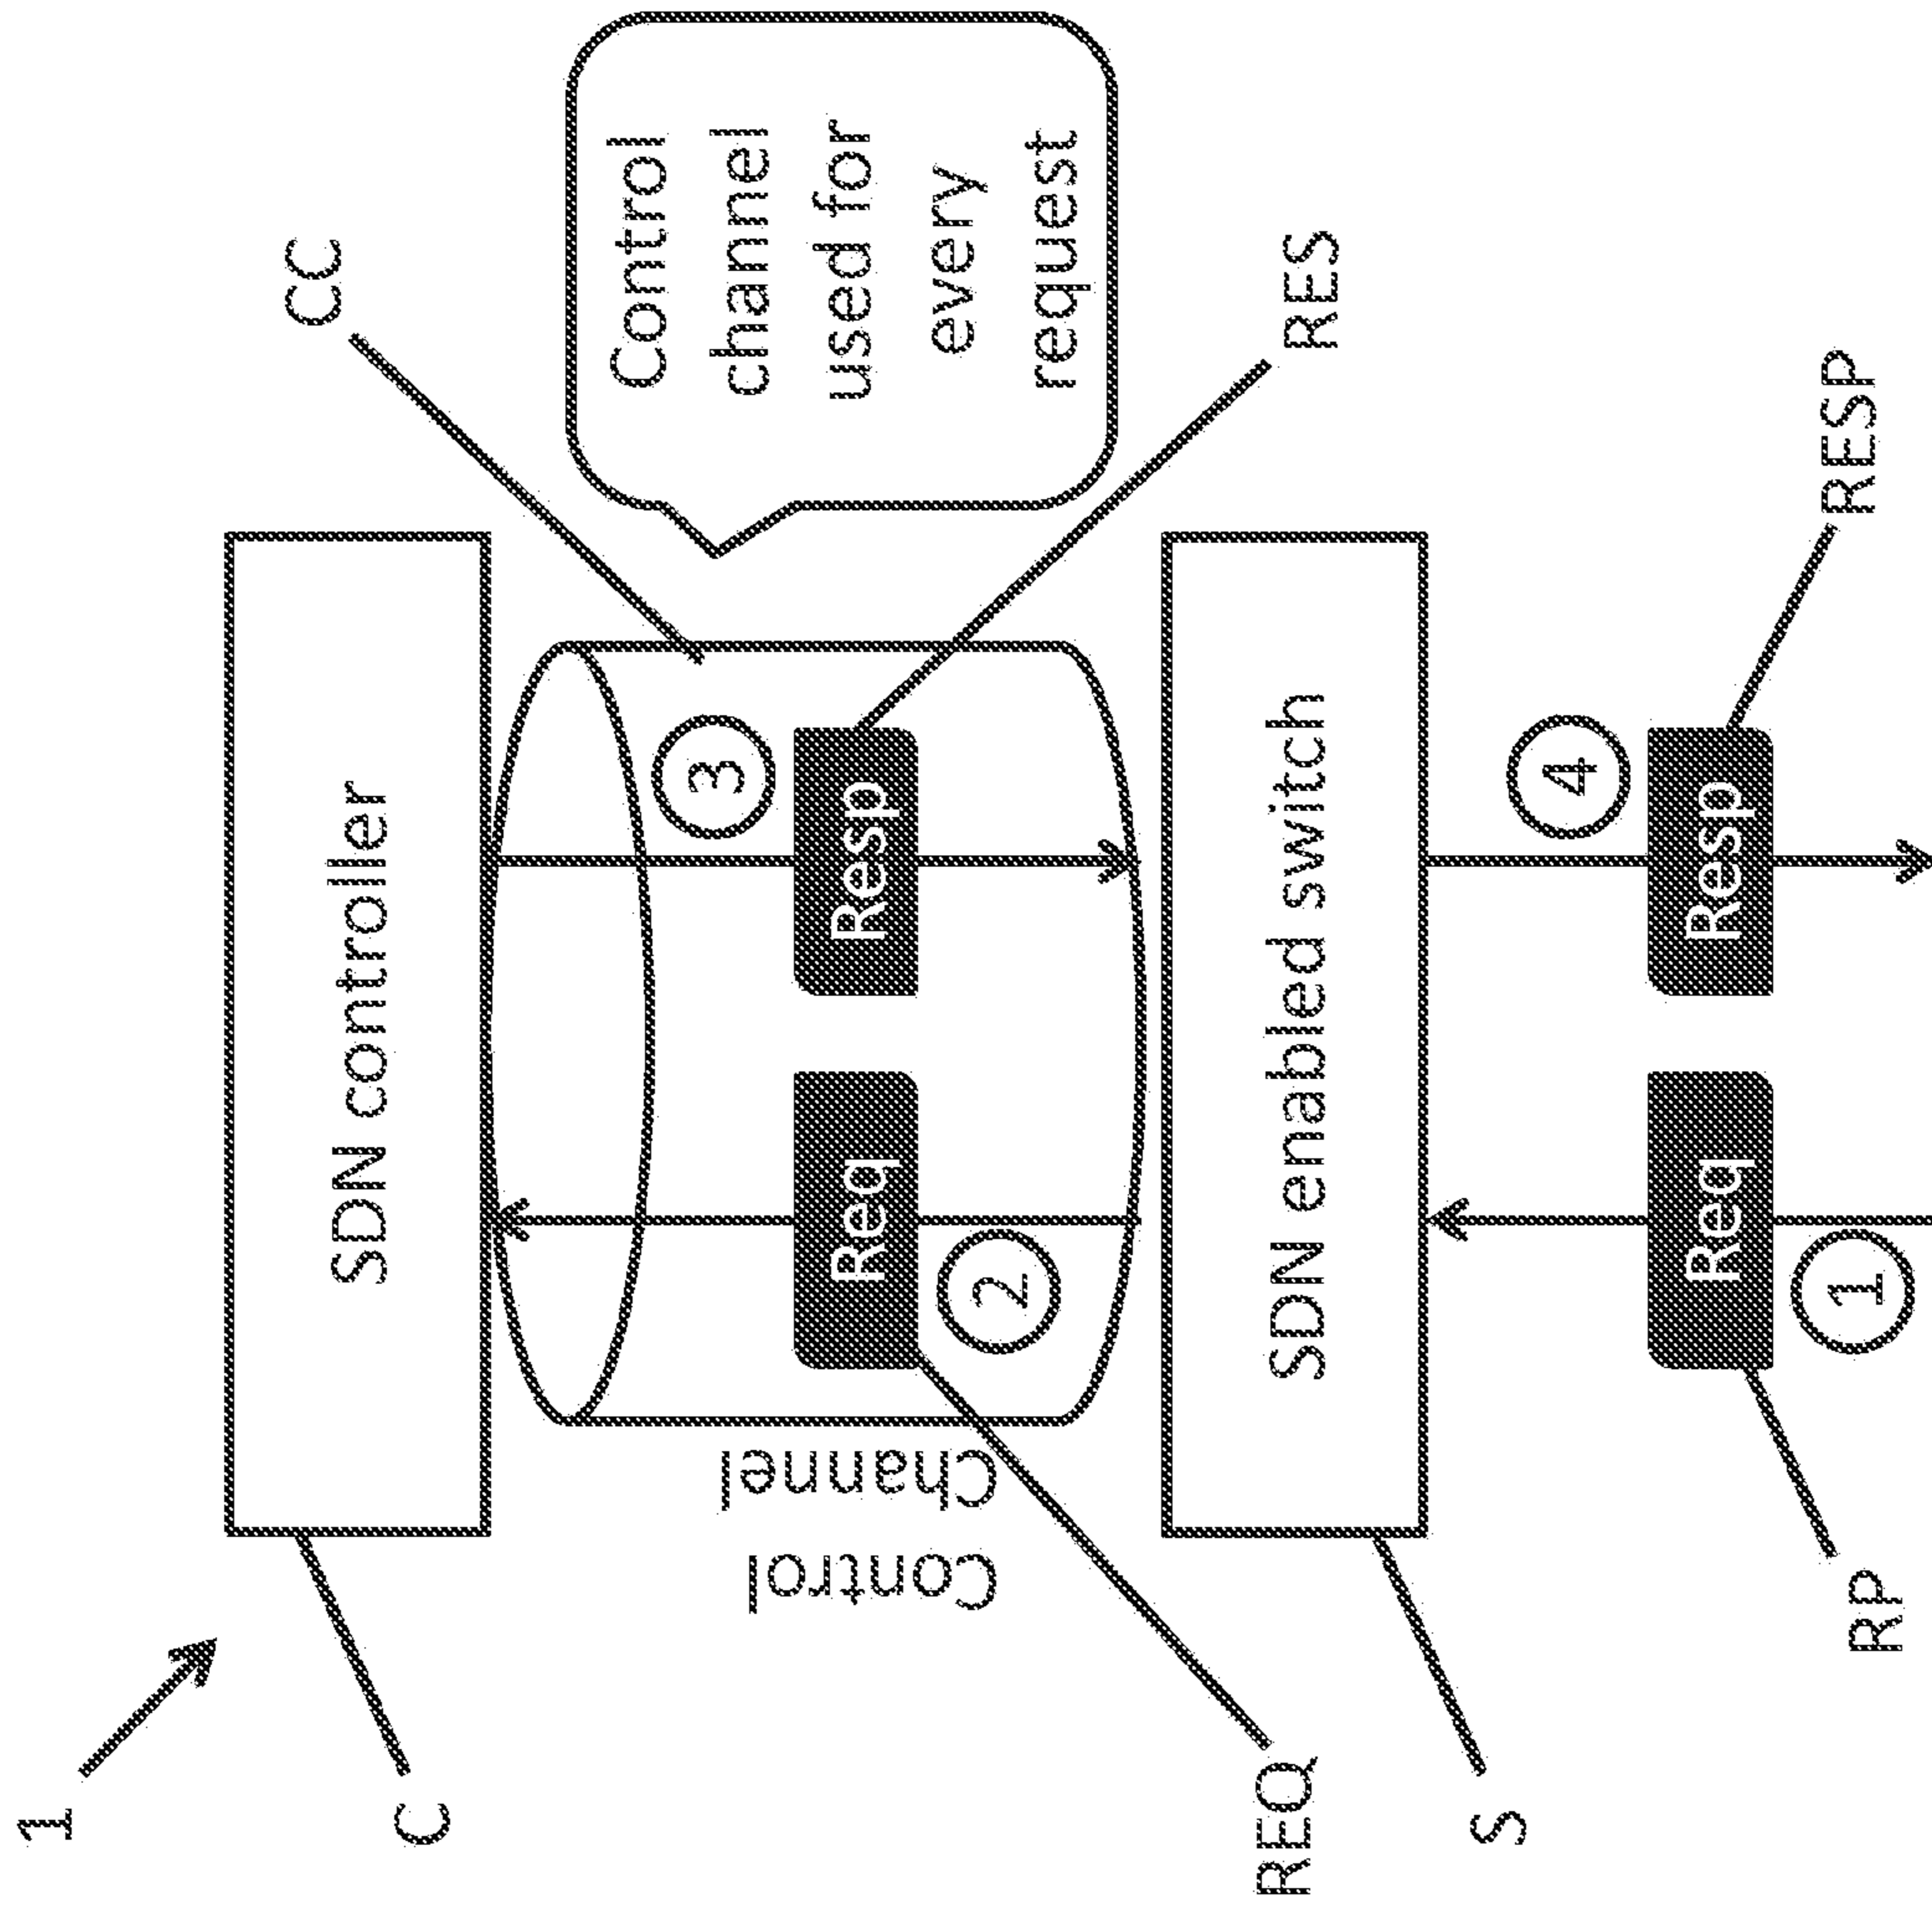 1
C
SDN controller
CC
Control
Channel
3
Resp
Req
2
Control
channel
used for
every
request
REQ
RES
S
SDN enabled switch
4
Resp
RESP
Req
1
RP